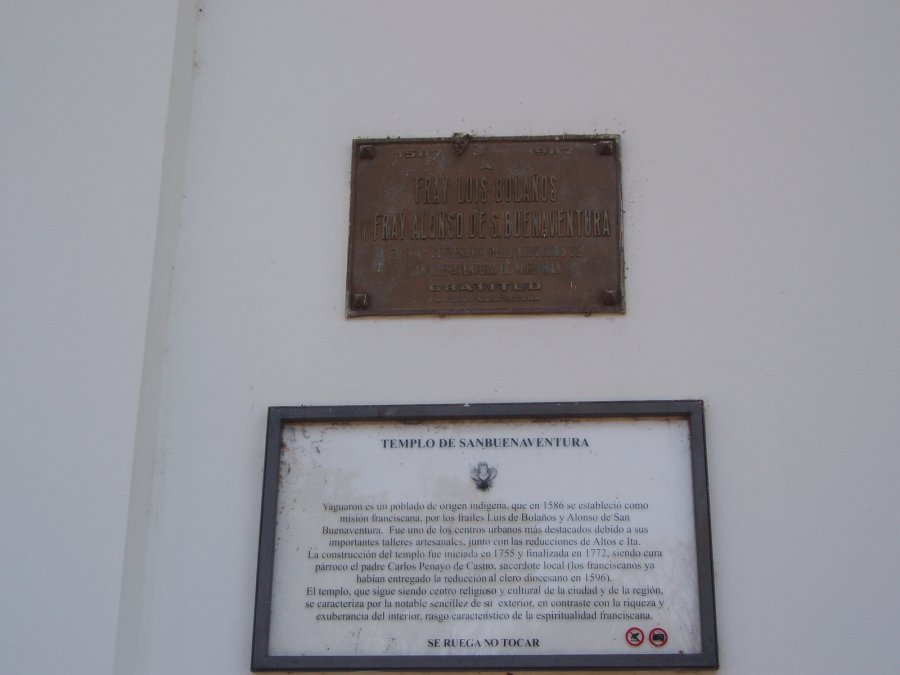 1587 1987
A
FRAY LUIS BOLAÑOS
Y FRAY ALONSO DE S. BUENAVENTURA
SAN BUENAVENTURA DE YAGUARON
GRATITUD
TEMPLO DE SANBUENAVENTURA
Yaguaron es un poblado de origen indigena, que en 1586 se estableció como
misión franciscana, por los frailes Luis de Bolaños y Alonso de San
Buenaventura. Fue uno de los centros urbanos más destacados debido a sus
importantes talleres artesanales, junto con las reducciones de Altos e Ita.
La construcción del templo fue iniciada en 1755 y finalizada en 1772, siendo cura
párroco el padre Carlos Penayo de Castro, sacerdote local (los franciscanos ya
habían entregado la reducción al clero diocesano en 1596).
El templo, que sigue siendo centro religioso y cultural de la ciudad y de la región,
se caracteriza por la notable sencillez de su exterior, en contraste con la riqueza y
exuberancia del interior, rasgo característico de la espiritualidad franciscana.
SE RUEGA NO TOCAR